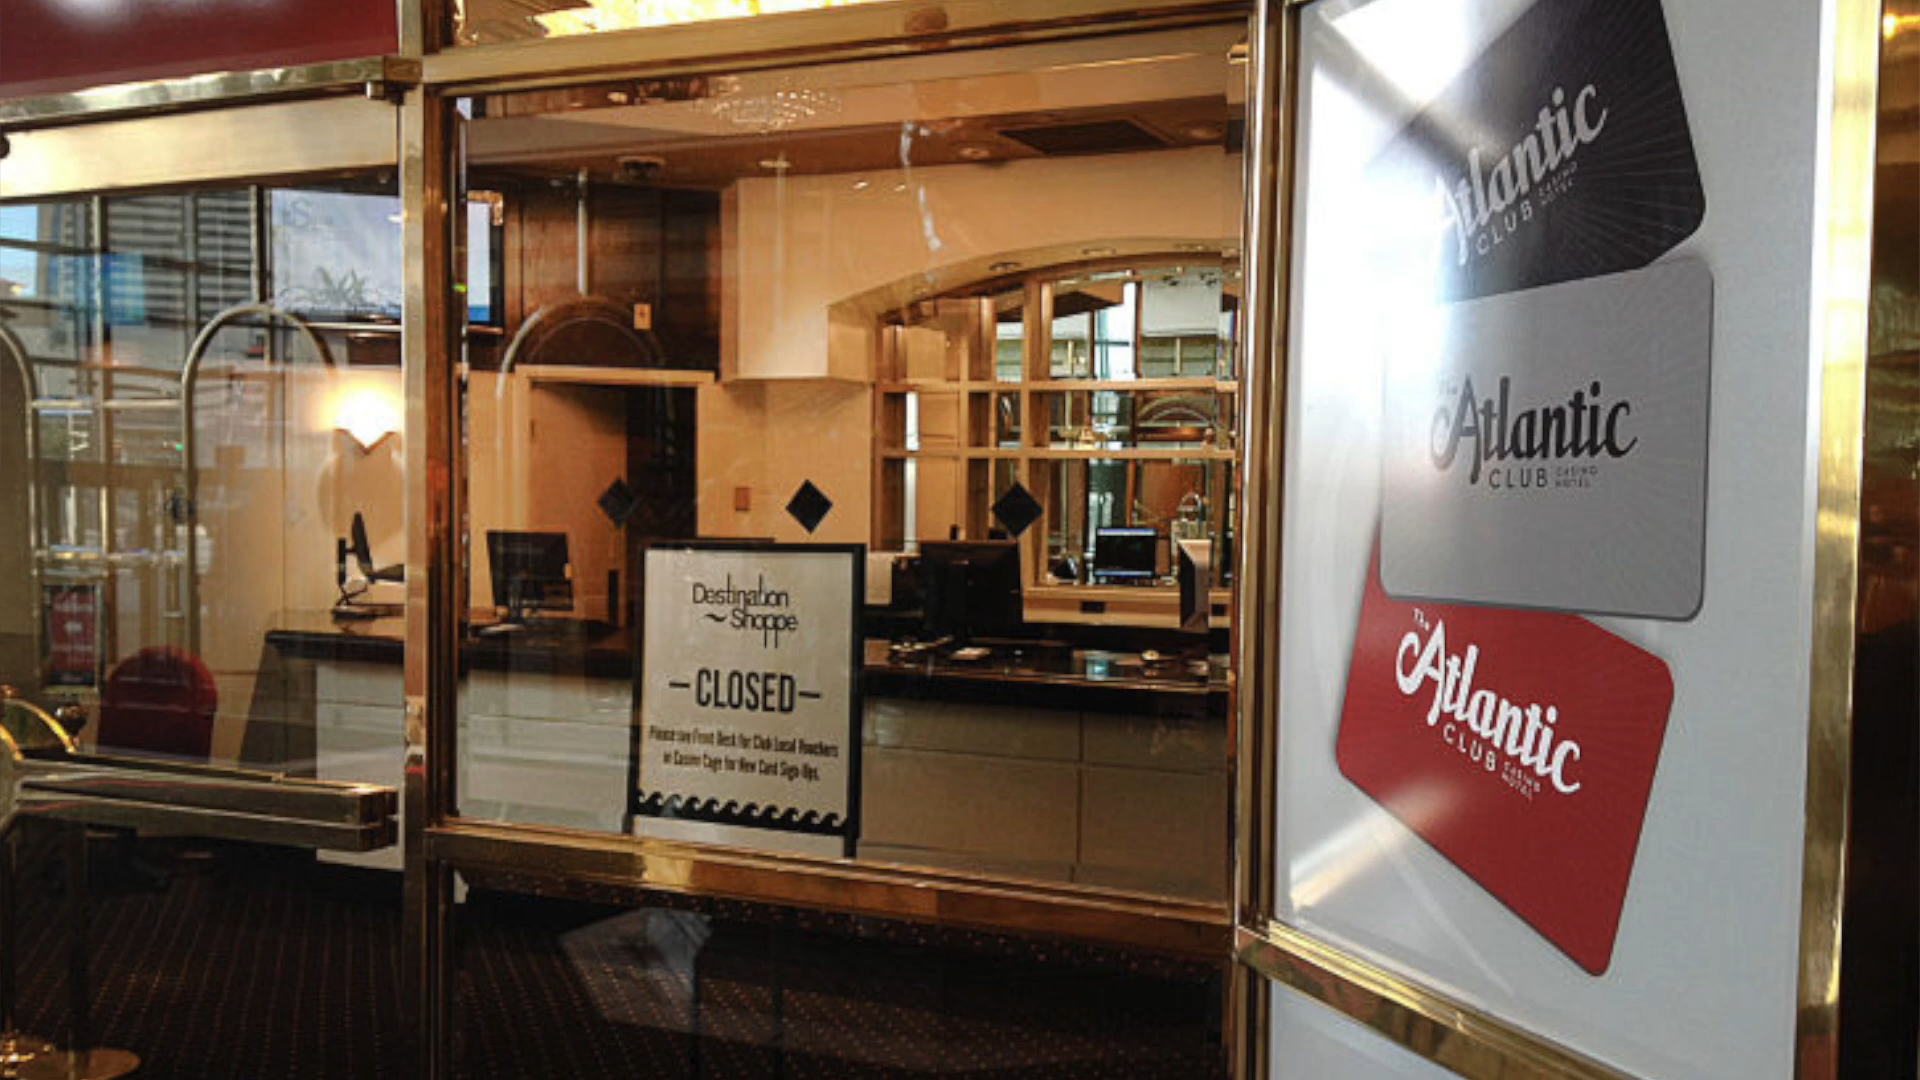 Destination
Shoppe
CLOSED
Please see Front Desk for Club Local Vouchers
or Casino Cage for New Card Sign-Ups.
Atlantic
CLUB CASINO HOTEL
The
Atlantic
CLUB CASINO HOTEL
The
Atlantic
CLUB CASINO HOTEL